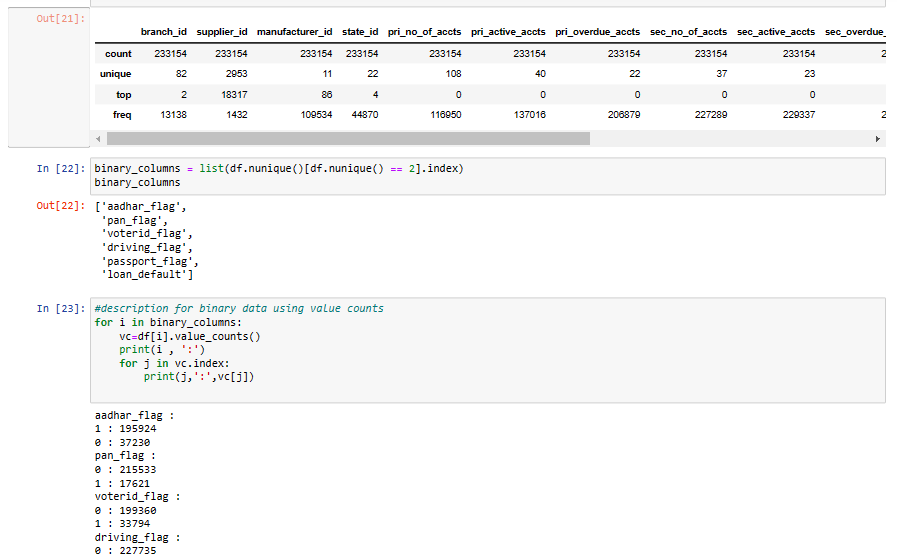 Out[21]:
branch_id supplier_id manufacturer_id state_id pri_no_of_accts pri_active_accts pri_overdue_accts sec_no_of_accts sec_active_accts sec_overdue_
count 233154 233154 233154 233154 233154 233154 233154 233154 233154 2
unique 82 2953 11 22 108 40 22 37 23
top 2 18317 86 4 0 0 0 0 0
freq 13138 1432 109534 44870 116950 137016 206879 227289 229337 2
In [22]: binary_columns = list(df.nunique()[df.nunique() == 2].index)
binary_columns
Out[22]: ['aadhar_flag',
'pan_flag',
'voterid_flag',
'driving_flag',
'passport_flag',
'loan_default']
In [23]: #description for binary data using value counts
for i in binary_columns:
    vc=df[i].value_counts()
    print(i , ':')
    for j in vc.index:
        print(j,':',vc[j])
aadhar_flag :
1 : 195924
0 : 37230
pan_flag :
0 : 215533
1 : 17621
voterid_flag :
0 : 199360
1 : 33794
driving_flag :
0 : 227735